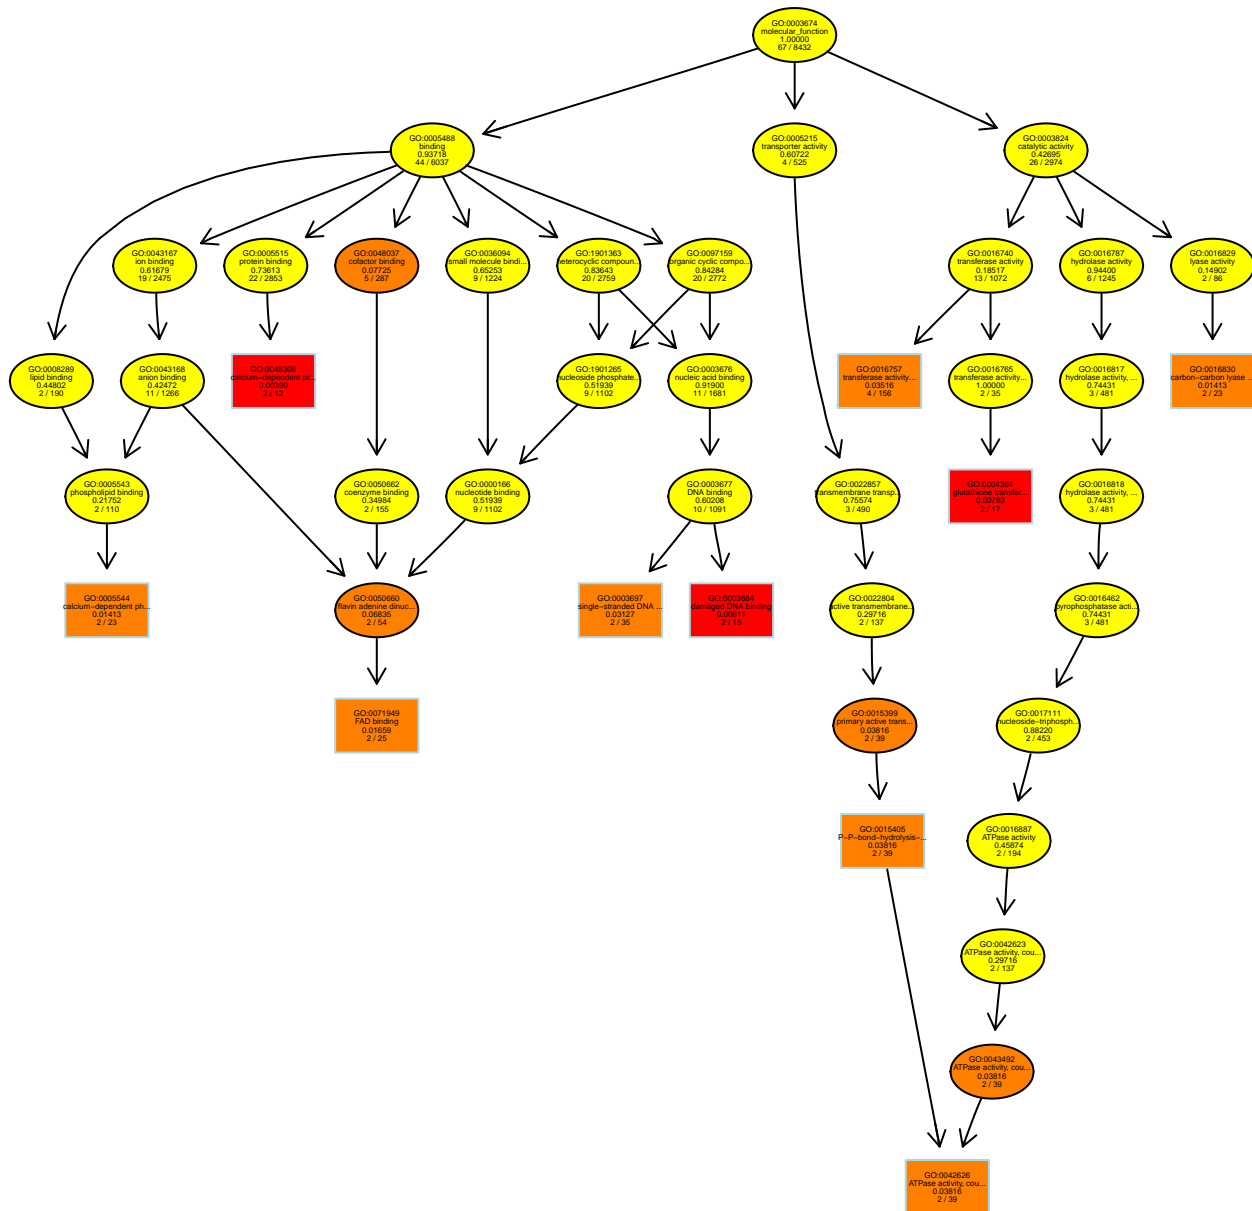 GO:0003674
molecular_function
1.00000
67 / 8432
GO:0005488
binding
0.93718
44 / 6037
GO:0005215
transporter activity
0.60722
4 / 525
GO:0003824
catalytic activity
0.42695
26 / 2974
GO:0043167
ion binding
0.61679
19 / 2475
GO:0005515
protein binding
0.73613
22 / 2853
GO:0048037
cofactor binding
0.07725
5 / 287
GO:0036094
small molecule bindi...
0.65253
9 / 1224
GO:1901363
heterocyclic compoun...
0.83643
20 / 2759
GO:0097159
organic cyclic compo...
0.84284
20 / 2772
GO:0016740
transferase activity
0.18517
13 / 1072
GO:0016787
hydrolase activity
0.94400
6 / 1245
GO:0016829
lyase activity
0.14902
2 / 86
GO:0008289
lipid binding
0.44802
2 / 190
GO:0043168
anion binding
0.42472
11 / 1266
GO:0048306
calcium−dependent pr...
0.00390
2 / 12
GO:1901265
nucleoside phosphate...
0.51939
9 / 1102
GO:0003676
nucleic acid binding
0.91900
11 / 1681
GO:0016757
transferase activity...
0.03516
4 / 156
GO:0016765
transferase activity...
1.00000
2 / 35
GO:0016817
hydrolase activity, ...
0.74431
3 / 481
GO:0016830
carbon−carbon lyase ...
0.01413
2 / 23
GO:0005543
phospholipid binding
0.21752
2 / 110
GO:0050662
coenzyme binding
0.34984
2 / 155
GO:0000166
nucleotide binding
0.51939
9 / 1102
GO:0003677
DNA binding
0.60208
10 / 1091
GO:0022857
transmembrane transp...
0.75574
3 / 490
GO:0004364
glutathione transfer...
0.00783
2 / 17
GO:0016818
hydrolase activity, ...
0.74431
3 / 481
GO:0005544
calcium−dependent ph...
0.01413
2 / 23
GO:0050660
flavin adenine dinuc...
0.06835
2 / 54
GO:0003697
single−stranded DNA ...
0.03127
2 / 35
GO:0003684
damaged DNA binding
0.00611
2 / 15
GO:0022804
active transmembrane...
0.29716
2 / 137
GO:0016462
pyrophosphatase acti...
0.74431
3 / 481
GO:0071949
FAD binding
0.01659
2 / 25
GO:0015399
primary active trans...
0.03816
2 / 39
GO:0017111
nucleoside−triphosph...
0.88220
2 / 453
GO:0015405
P−P−bond−hydrolysis−...
0.03816
2 / 39
GO:0016887
ATPase activity
0.45874
2 / 194
GO:0042623
ATPase activity, cou...
0.29716
2 / 137
GO:0043492
ATPase activity, cou...
0.03816
2 / 39
GO:0042626
ATPase activity, cou...
0.03816
2 / 39